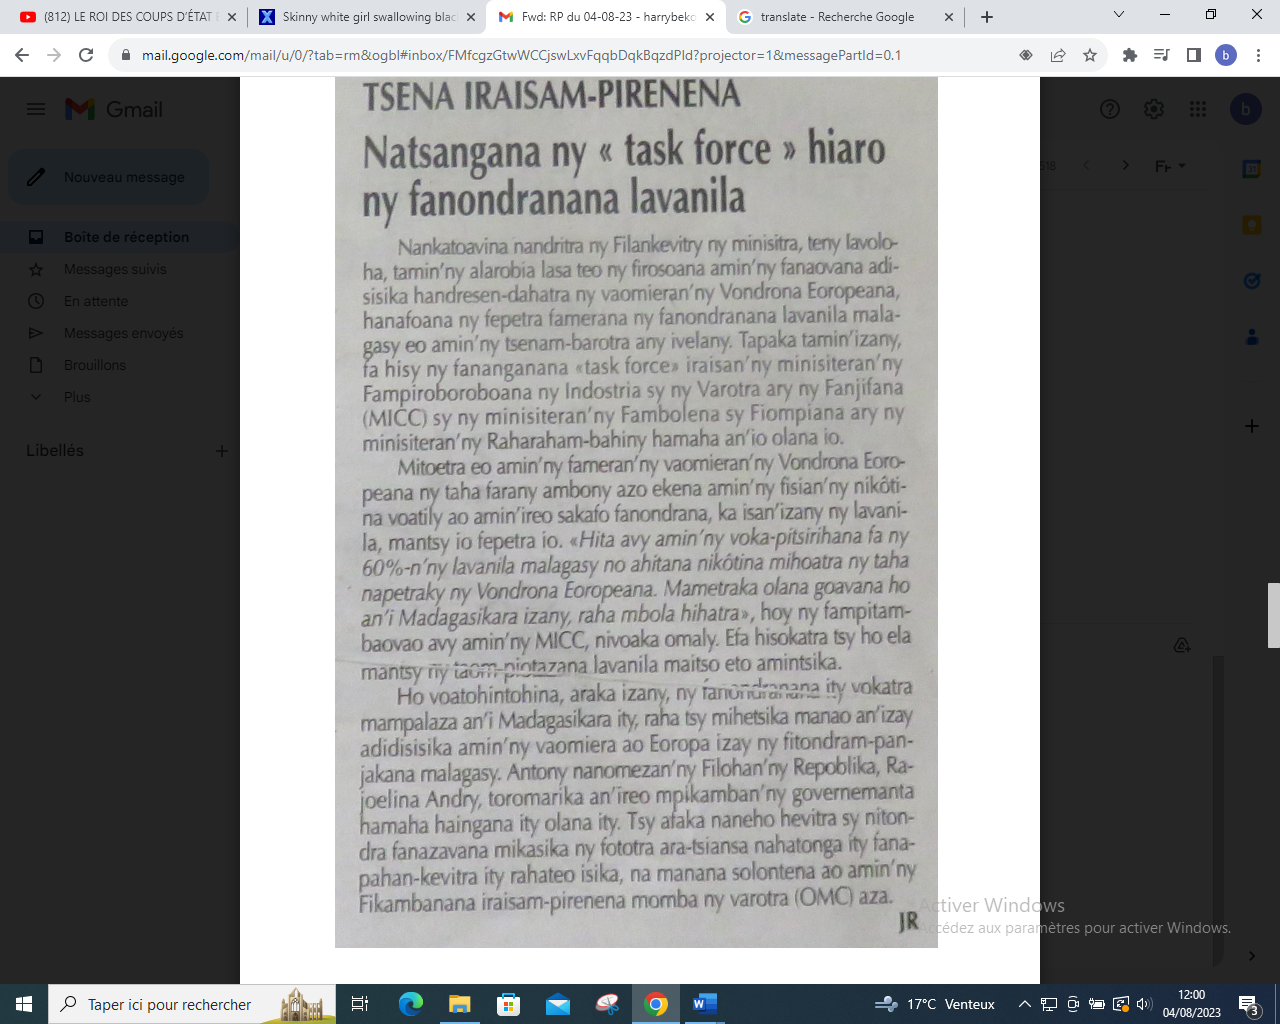 (812) LE ROI DES COUPS D'ÉTAT E
Skinny white girl swallowing blac
Fwd: RP du 04-08-23 - harrybeko
translate - Recherche Google
mail.google.com/mail/u/0/?tab=rm&ogbl#inbox/FMfcgzGtwWCCjswLxvFqqbDqkBqzdPld?projector=1&messagePartId=0.1
b
Gmail
b
Nouveau message
Boîte de réception
Messages suivis
En attente
Messages envoyés
Brouillons
Plus
Libellés
518
Fr
TSENA IRAISAM-PIRENENA
Natsangana ny « task force » hiaro
ny fanondranana lavanila
Nankatoavina nandritra ny Filankevitry ny minisitra, teny lavolo-
ha, tamin'ny alarobia lasa teo ny firosoana amin'ny fanaovana adi-
sisika handresen-dahatra ny vaomieran'ny Vondrona Eoropeana,
hanafoana ny fepetra famerana ny fanondranana lavanila mala-
gasy eo amin'ny tsenam-barotra any ivelany. Tapaka tamin'izany,
fa hisy ny fananganana «task force» iraisan'ny minisiteran'ny
Fampiroboroboana ny Indostria sy ny Varotra ary ny Fanjifana
(MICC) sy ny minisiteran'ny Fambolena sy Fiompiana ary ny
minisiteran'ny Raharaham-bahiny hamaha an'io olana io.
Mitoetra eo amin'ny fameran'ny vaomieran'ny Vondrona Eoro-
peana ny taha farany ambony azo ekena amin'ny fisian'ny nikôti-
na voatily ao amin'ireo sakafo fanondrana, ka isan'izany ny lavani-
la, mantsy io fepetra io. «Hita avy amin'ny voka-pitsirihana fa ny
60%-n'ny lavanila malagasy no ahitana nikôtina mihoatra ny taha
napetraky ny Vondrona Eoropeana. Mametraka olana goavana ho
an'i Madagasikara izany, raha mbola hihatra», hoy ny fampitam-
baovao avy amin'ny MICC, nivoaka omaly. Efa hisokatra tsy ho ela
mantsy ny taom-piotazana lavanila maitso eto amintsika.
Ho voatohintohina, araka izany, ny fanondranana ity vokatra
mampalaza an'i Madagasikara ity, raha tsy mihetsika manao an'izay
adidisisika amin'ny vaomiera ao Eoropa izay ny fitondram-pan-
jakana malagasy. Antony nanomezan'ny Filohan'ny Repoblika, Ra-
joelina Andry, toromarika an'ireo mpikamban'ny governemanta
hamaha haingana ity olana ity. Tsy afaka naneho hevitra sy niton-
dra fanazavana mikasika ny fototra ara-tsiansa nahatonga ity fana-
pahan-kevitra ity rahateo isika, na manana solontena ao amin'ny
Fikambanana iraisam-pirenena momba ny varotra (OMC) aza.
JR
Activer Windows
Accédez aux paramètres pour activer Windows.
Taper ici pour rechercher
17°C Venteux
12:00
04/08/2023
3